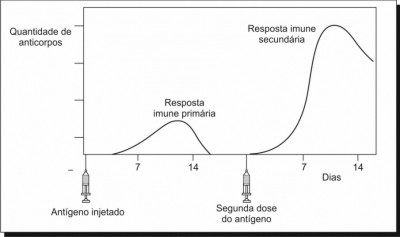 Quantidade de
anticorpos
Resposta imune
secundária
Resposta
imune primária
7
14
7
14
Dias
Antígeno injetado
Segunda dose
do antígeno